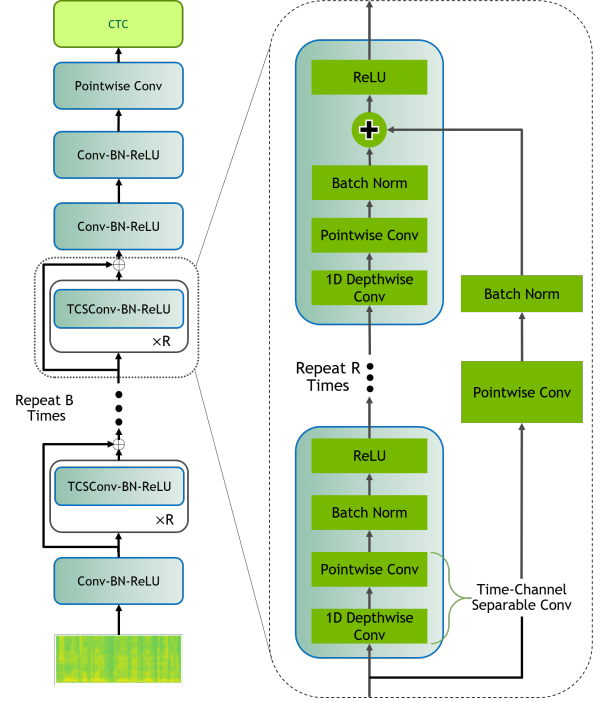 CTC
Pointwise Conv
Conv-BN-ReLU
Conv-BN-ReLU
TCSConv-BN-ReLU
×R
Repeat B
Times
TCSConv-BN-ReLU
×R
Conv-BN-ReLU
ReLU
Batch Norm
Pointwise Conv
1D Depthwise
Conv
Repeat R
Times
ReLU
Batch Norm
Pointwise Conv
1D Depthwise
Conv
Batch Norm
Pointwise Conv
Time-Channel
Separable Conv